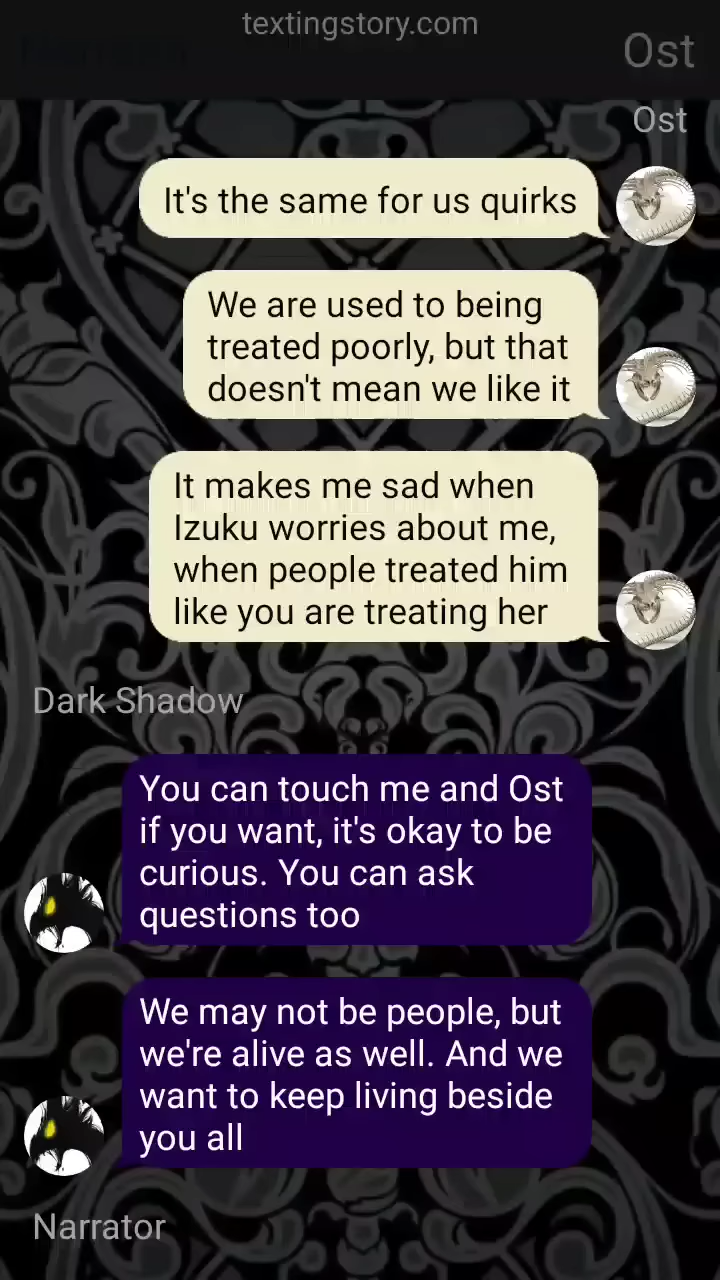 textingstory.com
Ost
Ost
It's the same for us quirks
We are used to being
treated poorly, but that
doesn't mean we like it
It makes me sad when
Izuku worries about me,
when people treated him
like you are treating her
Dark Shadow
You can touch me and Ost
if you want, it's okay to be
curious. You can ask
questions too
We may not be people, but
we're alive as well. And we
want to keep living beside
you all
Narrator